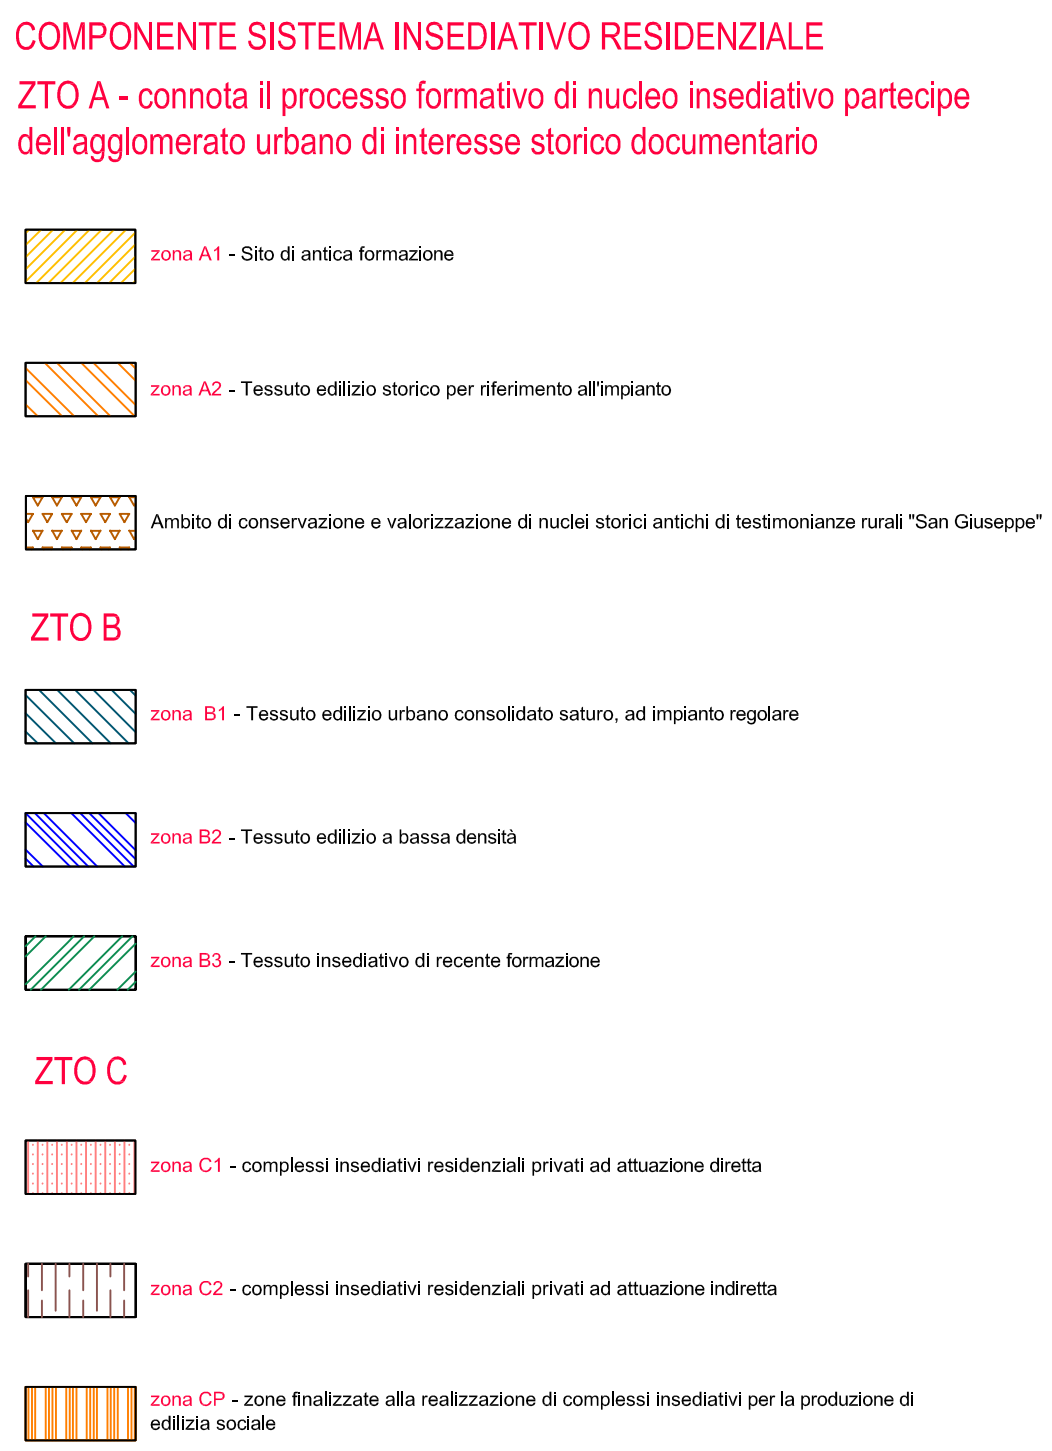 COMPONENTE SISTEMA INSEDIATIVO RESIDENZIALE
ZTO A - connota il processo formativo di nucleo insediativo partecipe
dell'agglomerato urbano di interesse storico documentario
zona A1 - Sito di antica formazione
zona A2 - Tessuto edilizio storico per riferimento all'impianto
Ambito di conservazione e valorizzazione di nuclei storici antichi di testimonianze rurali "San Giuseppe"
ZTO B
zona B1 - Tessuto edilizio urbano consolidato saturo, ad impianto regolare
zona B2 - Tessuto edilizio a bassa densità
zona B3 - Tessuto insediativo di recente formazione
ZTO C
zona C1 - complessi insediativi residenziali privati ad attuazione diretta
zona C2 - complessi insediativi residenziali privati ad attuazione indiretta
zona CP - zone finalizzate alla realizzazione di complessi insediativi per la produzione di
edilizia sociale